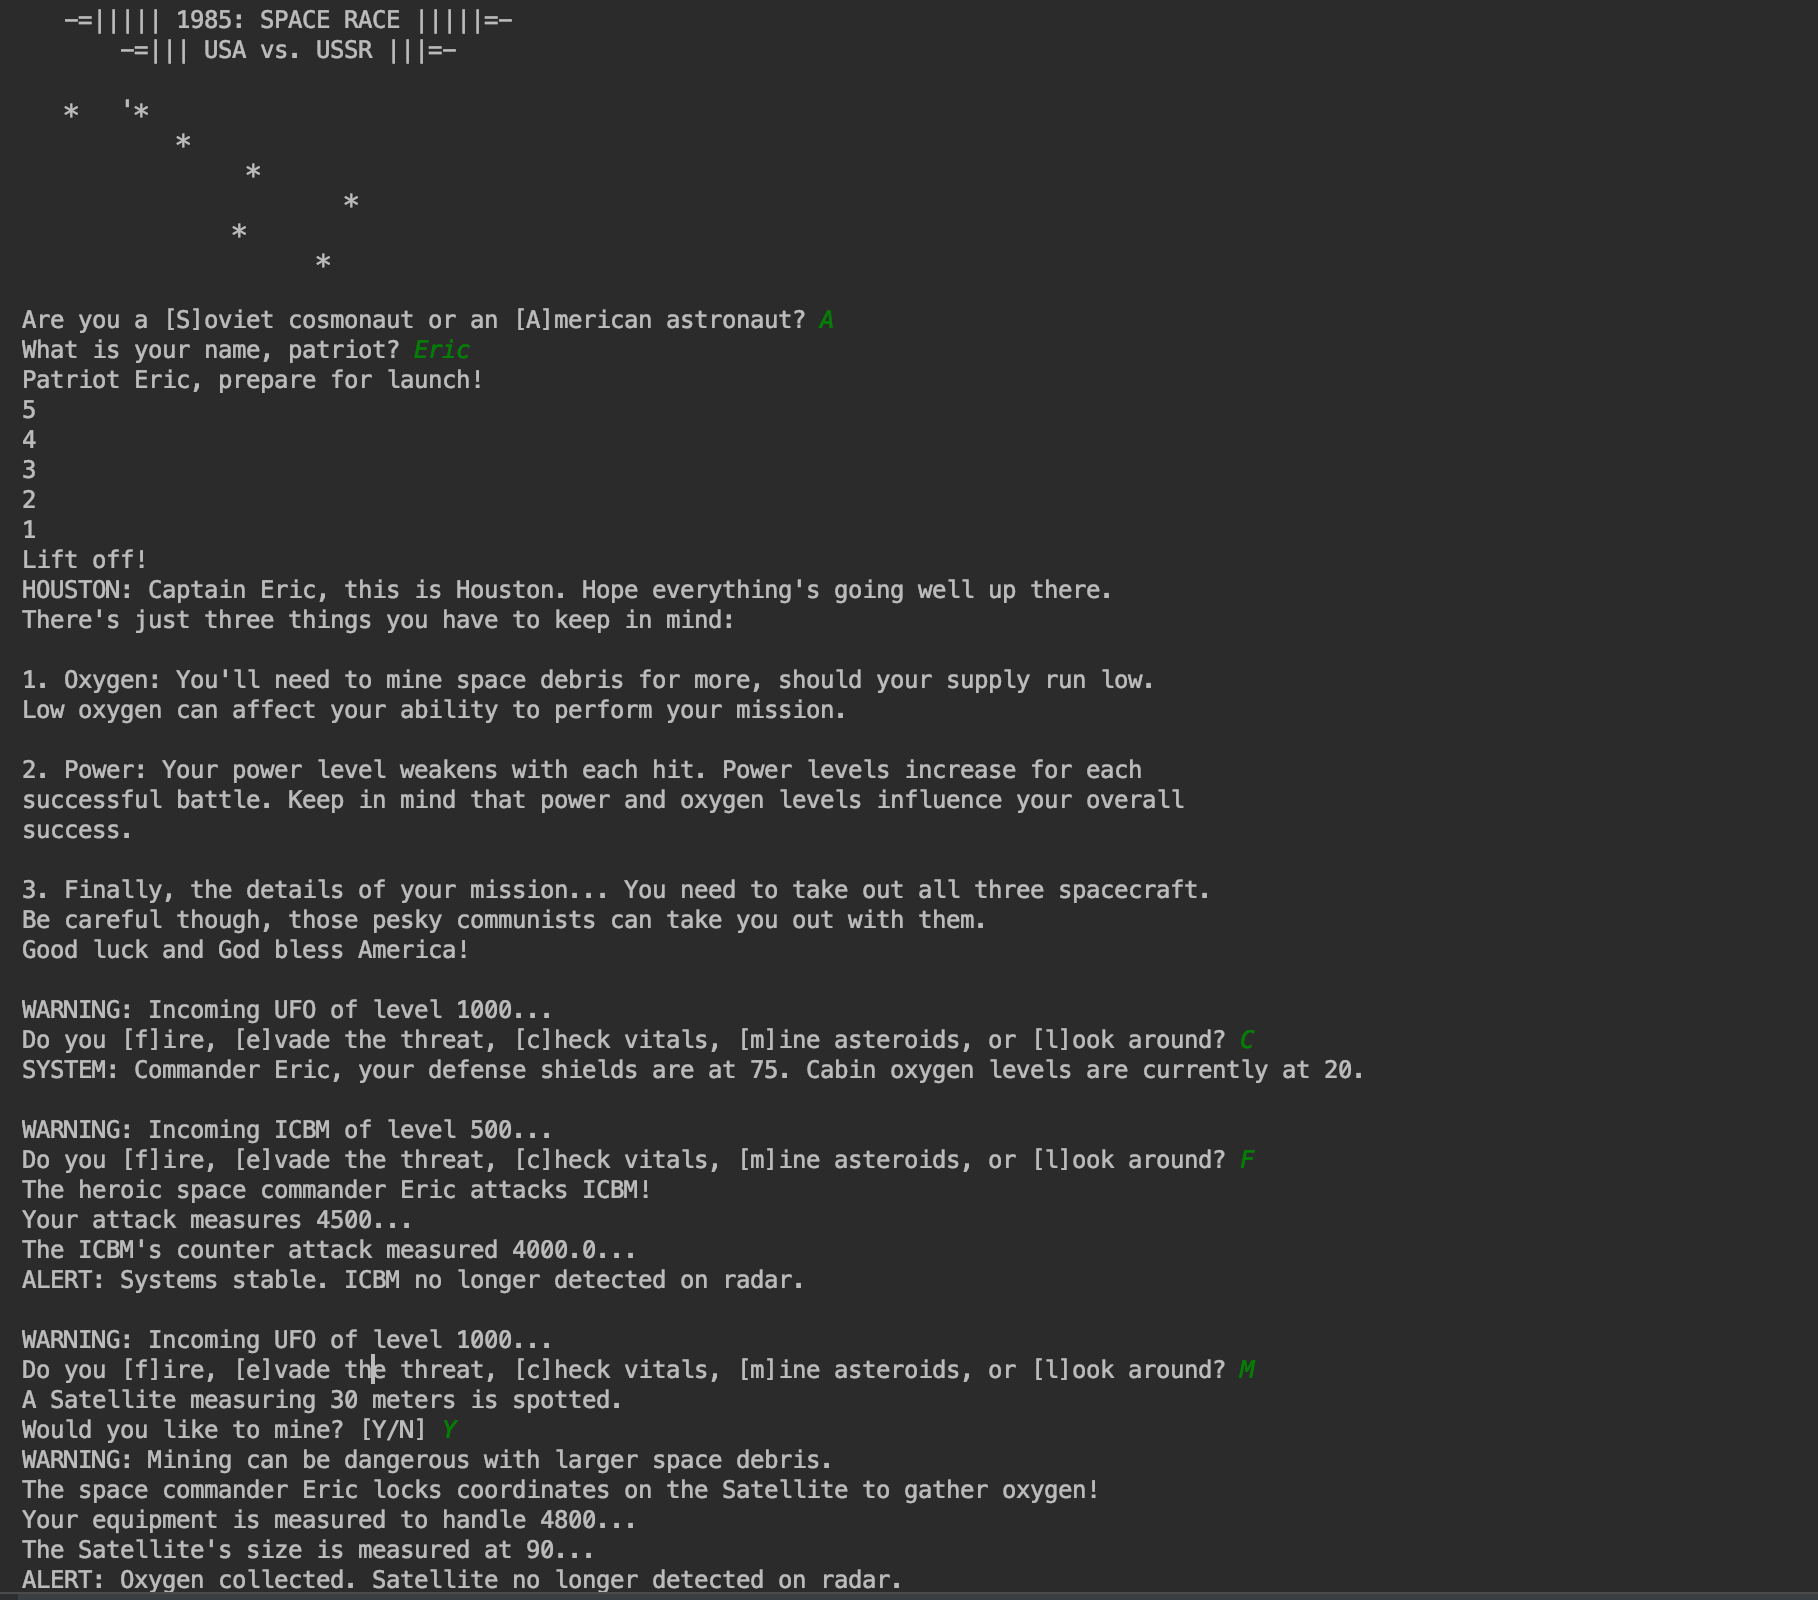 -=||||| 1985: SPACE RACE |||||=-
-=||| USA vs. USSR |||=-
*   '*
*
*
*
*
*
Are you a [S]oviet cosmonaut or an [A]merican astronaut? A
What is your name, patriot? Eric
Patriot Eric, prepare for launch!
5
4
3
2
1
Lift off!
HOUSTON: Captain Eric, this is Houston. Hope everything's going well up there.
There's just three things you have to keep in mind:
1. Oxygen: You'll need to mine space debris for more, should your supply run low.
Low oxygen can affect your ability to perform your mission.
2. Power: Your power level weakens with each hit. Power levels increase for each
successful battle. Keep in mind that power and oxygen levels influence your overall
success.
3. Finally, the details of your mission... You need to take out all three spacecraft.
Be careful though, those pesky communists can take you out with them.
Good luck and God bless America!
WARNING: Incoming UFO of level 1000...
Do you [f]ire, [e]vade the threat, [c]heck vitals, [m]ine asteroids, or [l]ook around? C
SYSTEM: Commander Eric, your defense shields are at 75. Cabin oxygen levels are currently at 20.
WARNING: Incoming ICBM of level 500...
Do you [f]ire, [e]vade the threat, [c]heck vitals, [m]ine asteroids, or [l]ook around? F
The heroic space commander Eric attacks ICBM!
Your attack measures 4500...
The ICBM's counter attack measured 4000.0...
ALERT: Systems stable. ICBM no longer detected on radar.
WARNING: Incoming UFO of level 1000...
Do you [f]ire, [e]vade the threat, [c]heck vitals, [m]ine asteroids, or [l]ook around? M
A Satellite measuring 30 meters is spotted.
Would you like to mine? [Y/N] Y
WARNING: Mining can be dangerous with larger space debris.
The space commander Eric locks coordinates on the Satellite to gather oxygen!
Your equipment is measured to handle 4800...
The Satellite's size is measured at 90...
ALERT: Oxygen collected. Satellite no longer detected on radar.